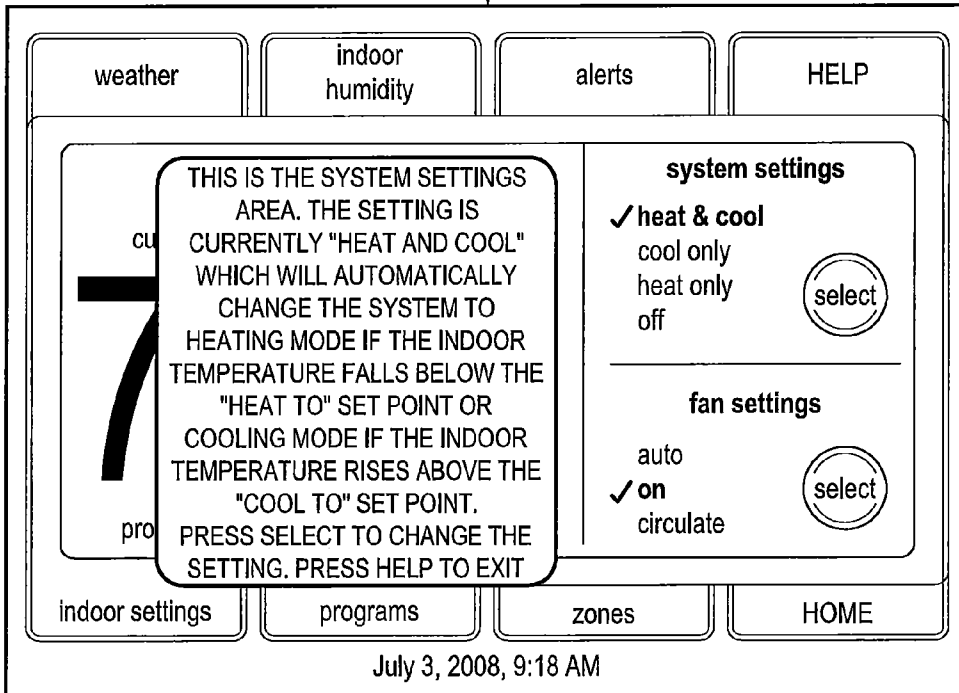 weather
indoor
humidity
alerts
HELP
cu
7
pro
THIS IS THE SYSTEM SETTINGS
AREA. THE SETTING IS
CURRENTLY "HEAT AND COOL"
WHICH WILL AUTOMATICALLY
CHANGE THE SYSTEM TO
HEATING MODE IF THE INDOOR
TEMPERATURE FALLS BELOW THE
"HEAT TO" SET POINT OR
COOLING MODE IF THE INDOOR
TEMPERATURE RISES ABOVE THE
"COOL TO" SET POINT.
PRESS SELECT TO CHANGE THE
SETTING. PRESS HELP TO EXIT
system settings
✓ heat & cool
cool only
heat only
off
select
fan settings
auto
✓ on
circulate
select
indoor settings
programs
zones
HOME
July 3, 2008, 9:18 AM